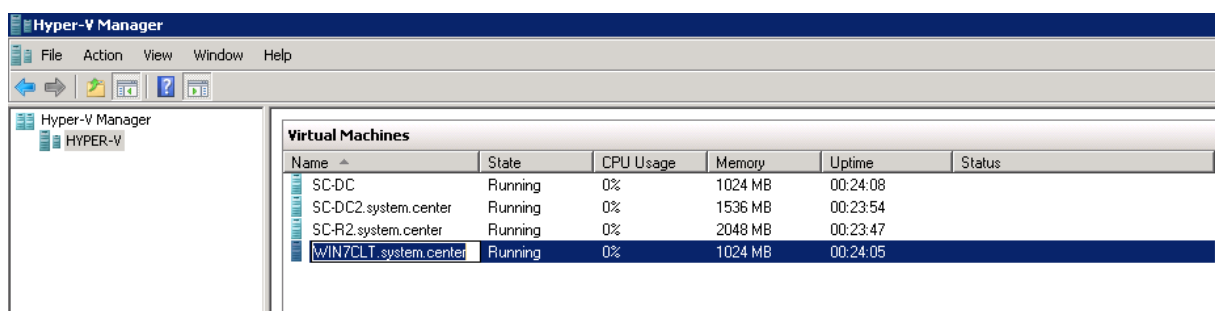 Hyper-V Manager
File Action View Window Help
Hyper-V Manager
HYPER-V
Virtual Machines
Name State CPU Usage Memory Uptime Status
SC-DC Running 0% 1024 MB 00:24:08
SC-DC2.system.center Running 0% 1536 MB 00:23:54
SC-R2.system.center Running 0% 2048 MB 00:23:47
WIN7CLT.system.center Running 0% 1024 MB 00:24:05